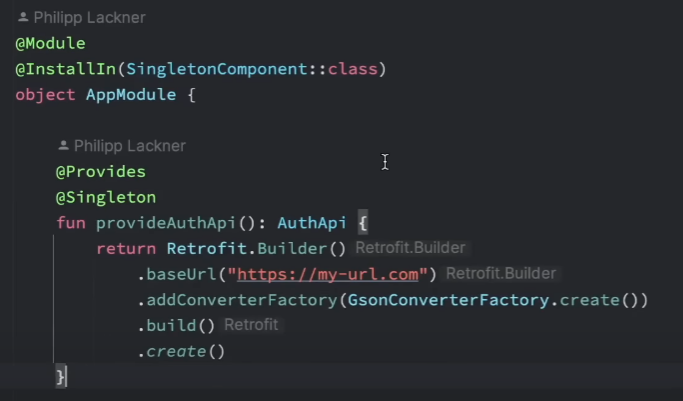 Philipp Lackner
@Module
@InstallIn(SingletonComponent::class)
object AppModule {
Philipp Lackner
@Provides
@Singleton
fun provideAuthApi(): AuthApi {
return Retrofit.Builder() Retrofit.Builder
.baseUrl("https://my-url.com") Retrofit.Builder
.addConverterFactory(GsonConverterFactory.create())
.build() Retrofit
.create()
}